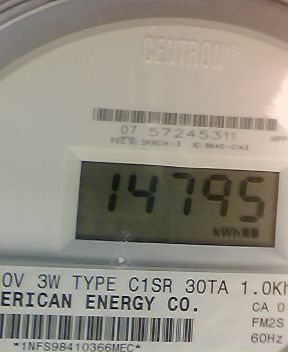 CENTRON®
07 57245311
14795
kWh
0V 3W TYPE C1SR 30TA 1.0Kh
ERICAN ENERGY CO.
CA 0
FM2S
60Hz
*1NFS98410366MEC*